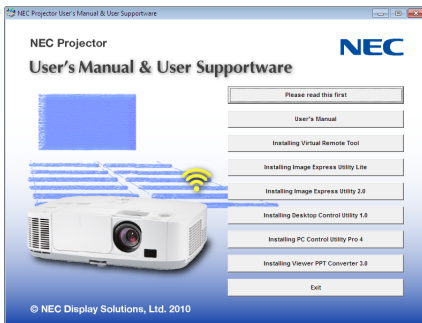 NEC Projector User's Manual & User Supportware
NEC Projector
NEC
User's Manual & User Supportware
Please read this first
User's Manual
Installing Virtual Remote Tool
Installing Image Express Utility Lite
Installing Image Express Utility 2.0
Installing Desktop Control Utility 1.0
Installing PC Control Utility Pro 4
Installing Viewer PPT Converter 3.0
Exit
© NEC Display Solutions, Ltd. 2010